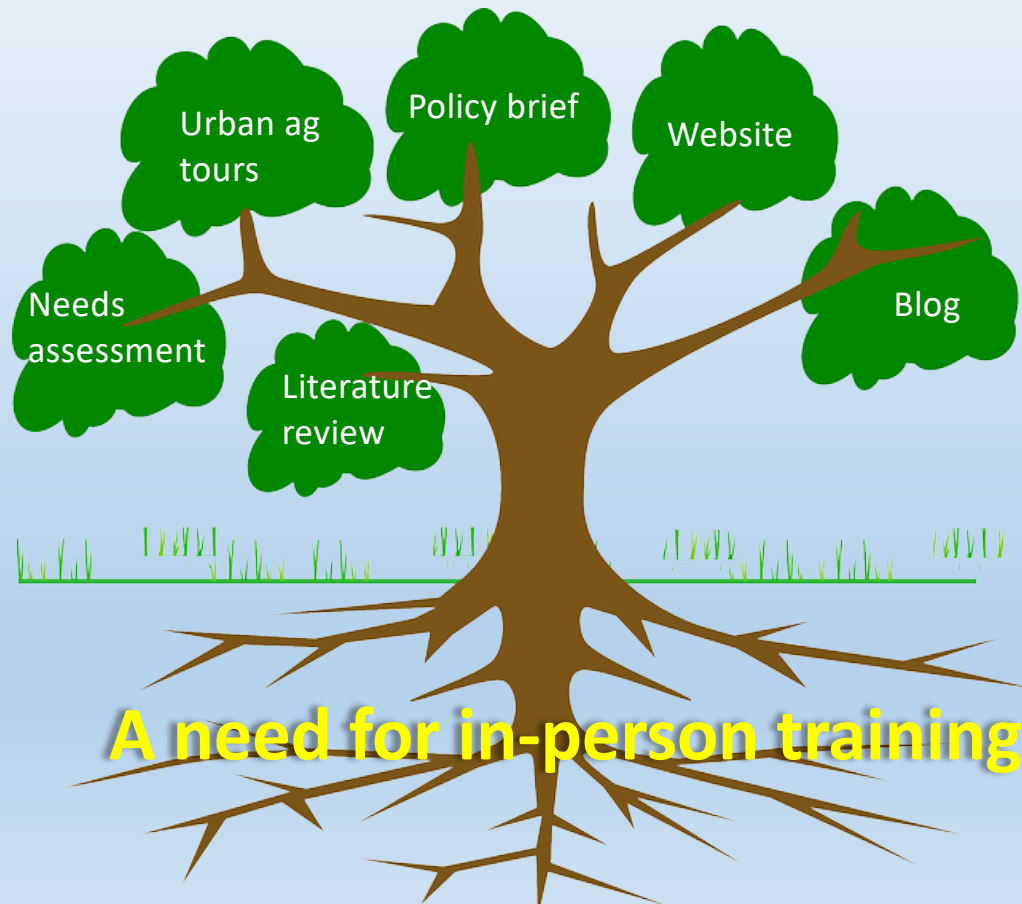 Urban ag
tours
Policy brief
Website
Needs
assessment
Blog
Literature
review
A need for in-person training